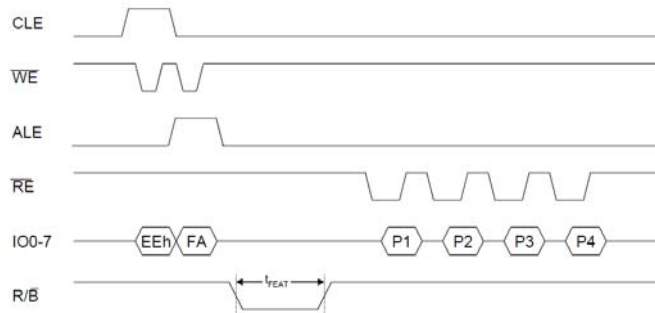 CLE
WE
ALE
RE
IO0-7 EEh FA P1 P2 P3 P4
R/B tFEAT